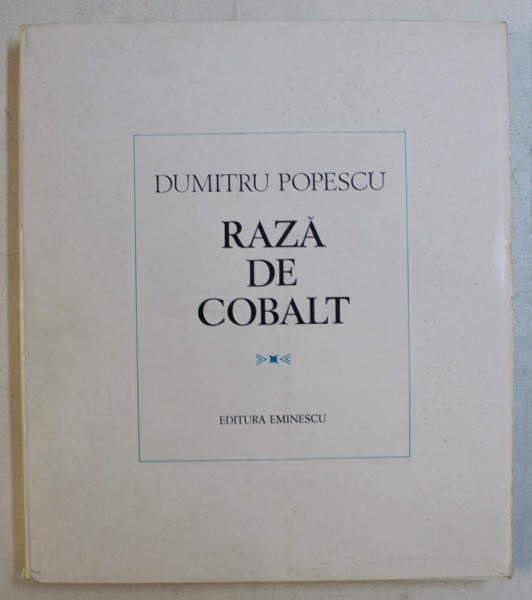 DUMITRU POPESCU
RAZĂ
DE
COBALT
EDITURA EMINESCU